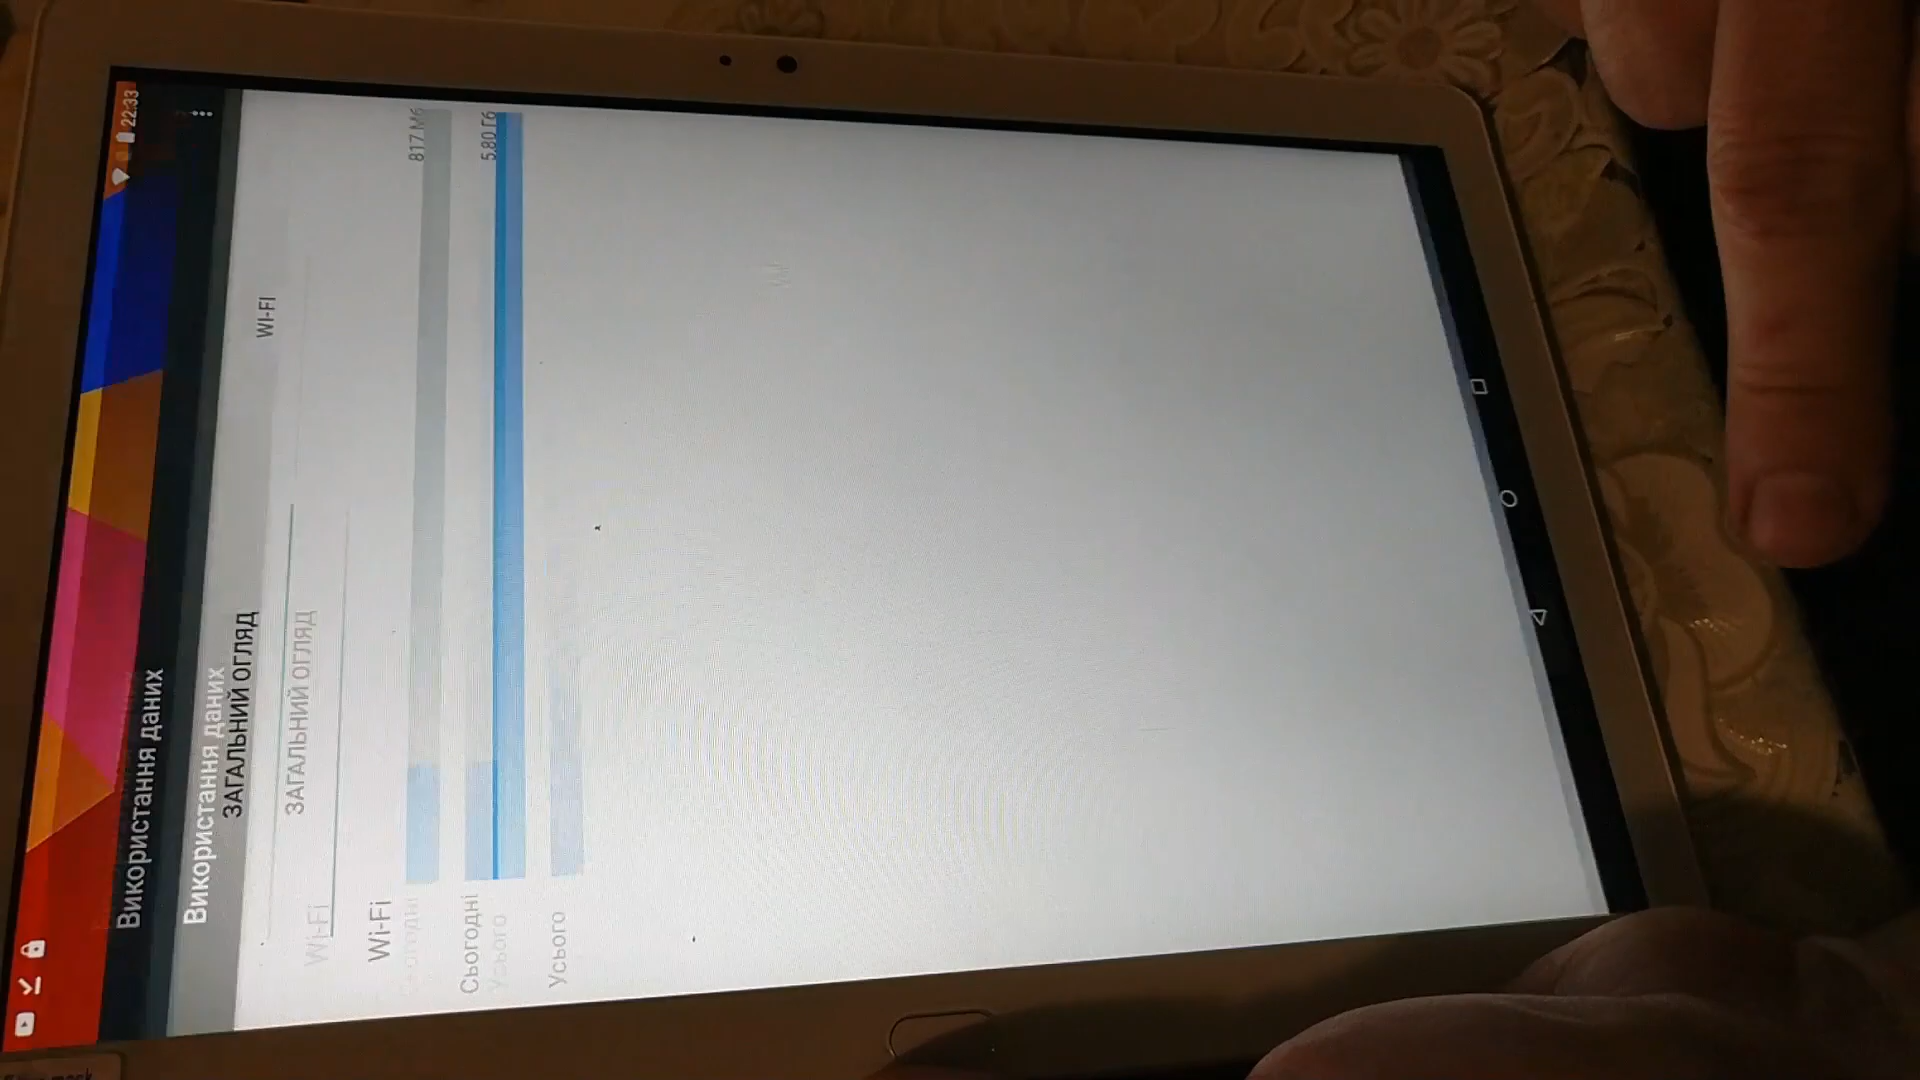 22:33
Використання даних
Використання даних
ЗАГАЛЬНИЙ ОГЛЯД
WI-FI
ЗАГАЛЬНИЙ ОГЛЯД
Wi-Fi
Wi-Fi
817 Мб
Сьогодні
Сьогодні
5.80 Гб
Усього
Усього